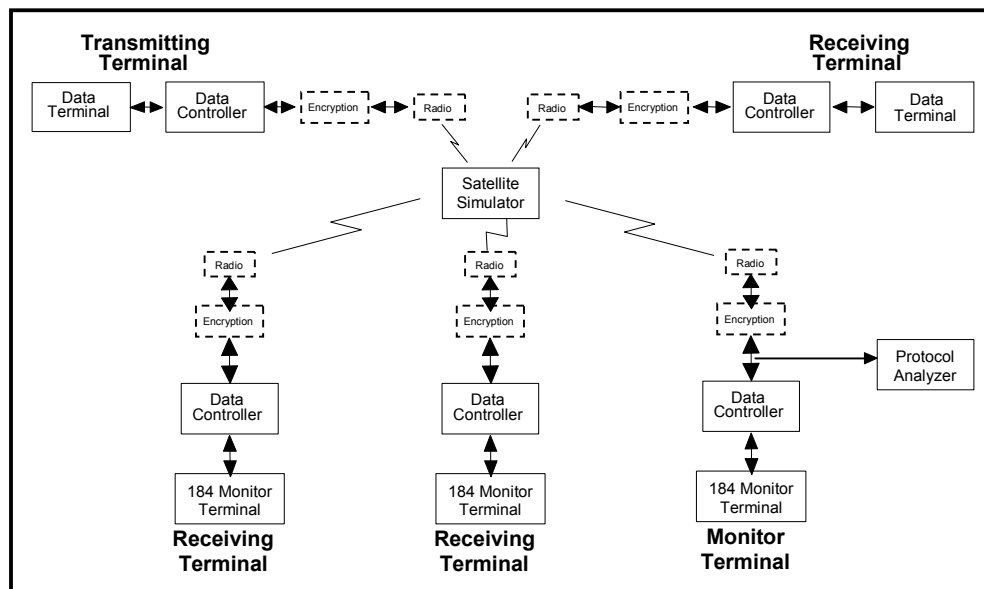 Transmitting
Terminal
Receiving
Terminal
Data
Terminal
Data
Controller
Encryption
Radio
Radio
Encryption
Data
Controller
Data
Terminal
Satellite
Simulator
Radio
Radio
Radio
Encryption
Encryption
Encryption
Protocol
Analyzer
Data
Controller
Data
Controller
Data
Controller
184 Monitor
Terminal
184 Monitor
Terminal
184 Monitor
Terminal
Receiving
Terminal
Receiving
Terminal
Monitor
Terminal